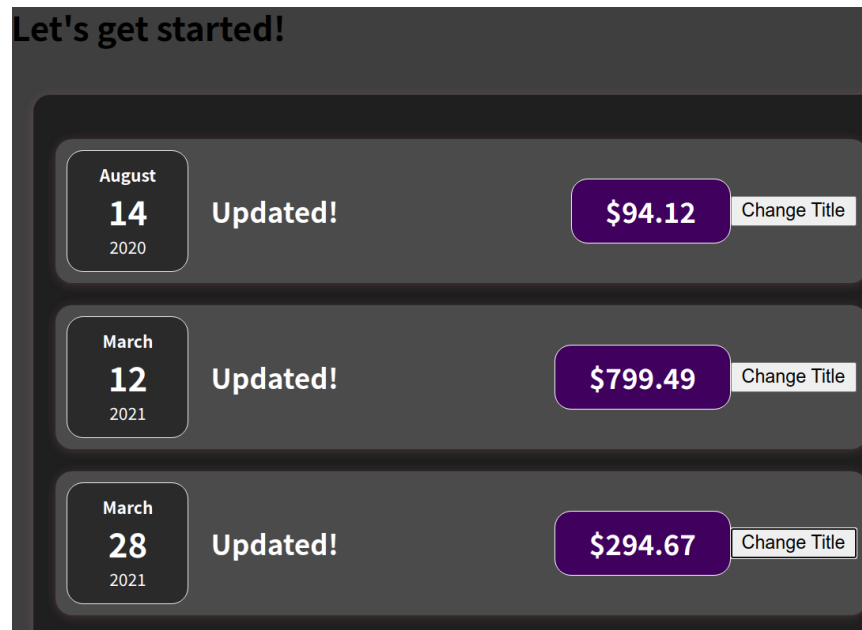 Let's get started!
August
14
2020
Updated!
$94.12
Change Title
March
12
2021
Updated!
$799.49
Change Title
March
28
2021
Updated!
$294.67
Change Title